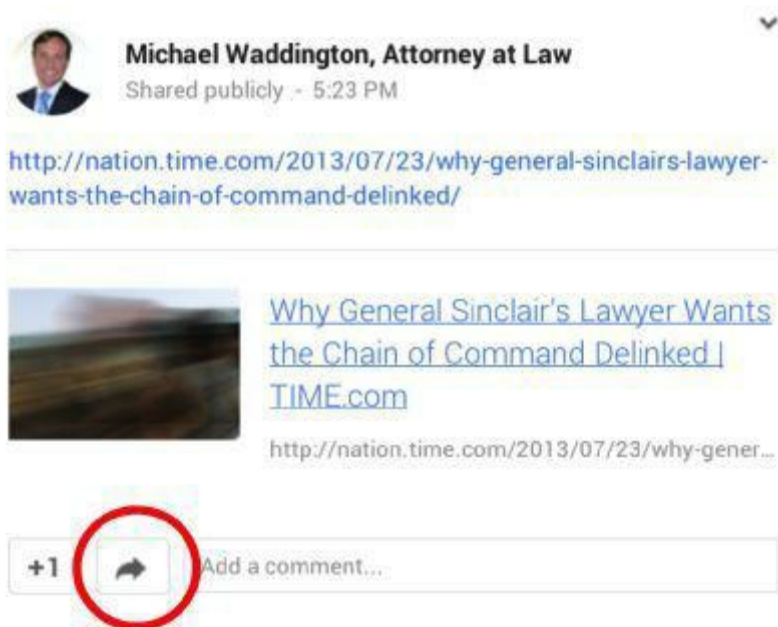 Michael Waddington, Attorney at Law
Shared publicly - 5:23 PM
http://nation.time.com/2013/07/23/why-general-sinclairs-lawyer-
wants-the-chain-of-command-delinked/
Why General Sinclair's Lawyer Wants
the Chain of Command Delinked |
TIME.com
http://nation.time.com/2013/07/23/why-gener...
+1 Add a comment...